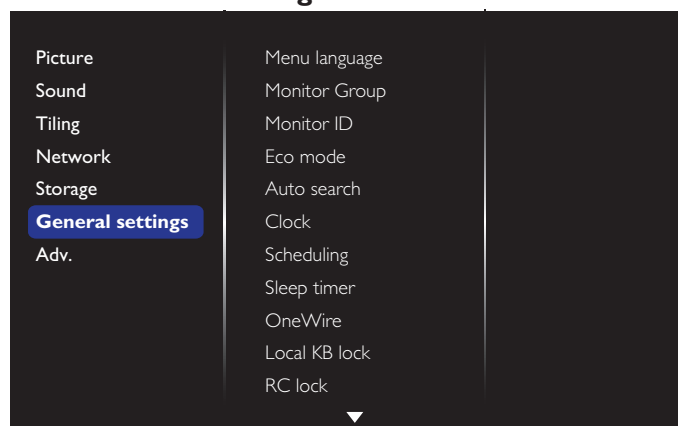 Picture
Sound
Tiling
Network
Storage
General settings
Adv.
Menu language
Monitor Group
Monitor ID
Eco mode
Auto search
Clock
Scheduling
Sleep timer
OneWire
Local KB lock
RC lock